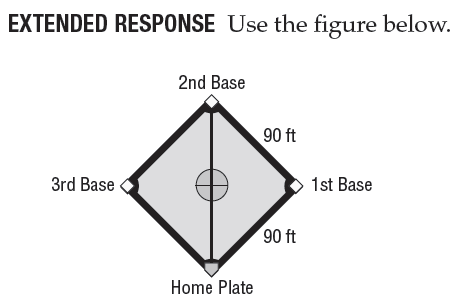 EXTENDED RESPONSE Use the figure below.
2nd Base
90 ft
3rd Base
1st Base
90 ft
Home Plate